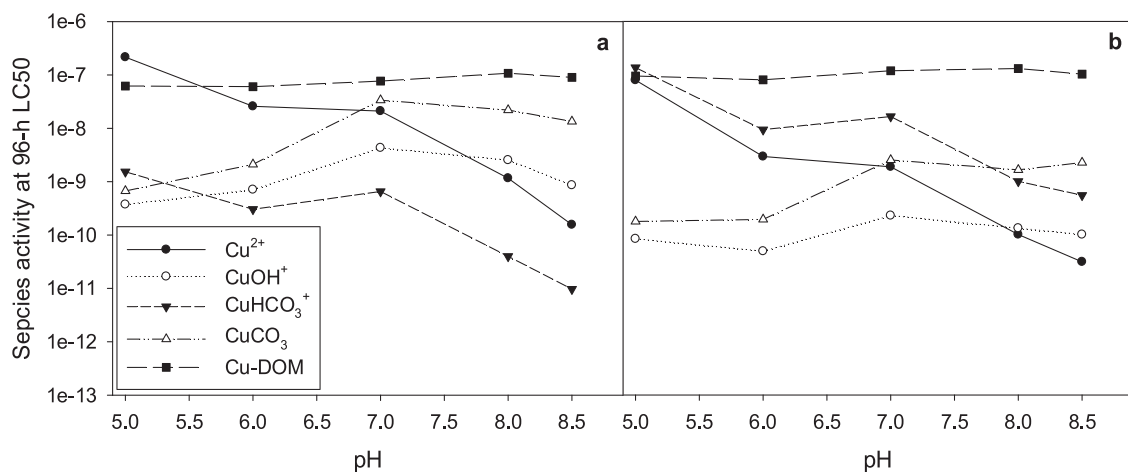 Sepcies activity at 96-h LC50
1e-6
1e-7
1e-8
1e-9
1e-10
1e-11
1e-12
1e-13
a
b
Cu²⁺
CuOH⁺
CuHCO₃⁺
CuCO₃
Cu-DOM
5.0 5.5 6.0 6.5 7.0 7.5 8.0 8.5
5.0 5.5 6.0 6.5 7.0 7.5 8.0 8.5
pH
pH